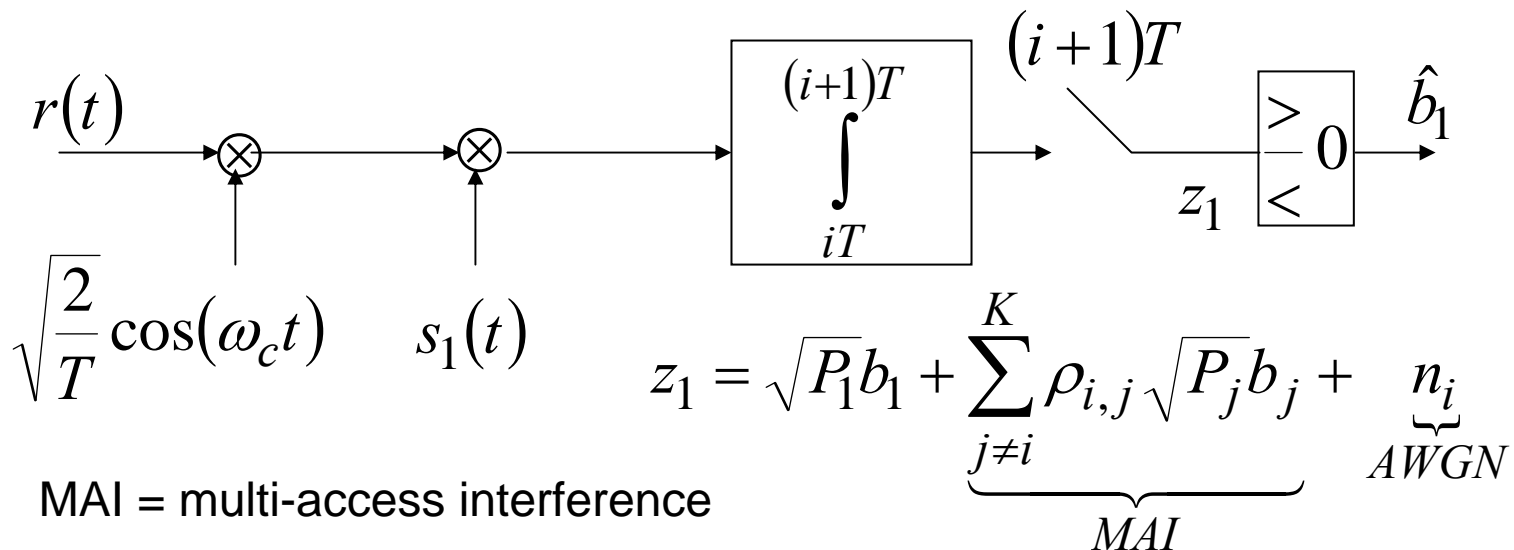 r(t)
√(2/T) cos(ω_c t)
s₁(t)
(i+1)T
∫
iT
(i+1)T
z₁
>
<
0
b̂₁
z₁ = √P₁ b₁ + ∑_{j≠i}^{K} ρ_{i,j} √P_j b_j + n_i
MAI
AWGN
MAI = multi-access interference